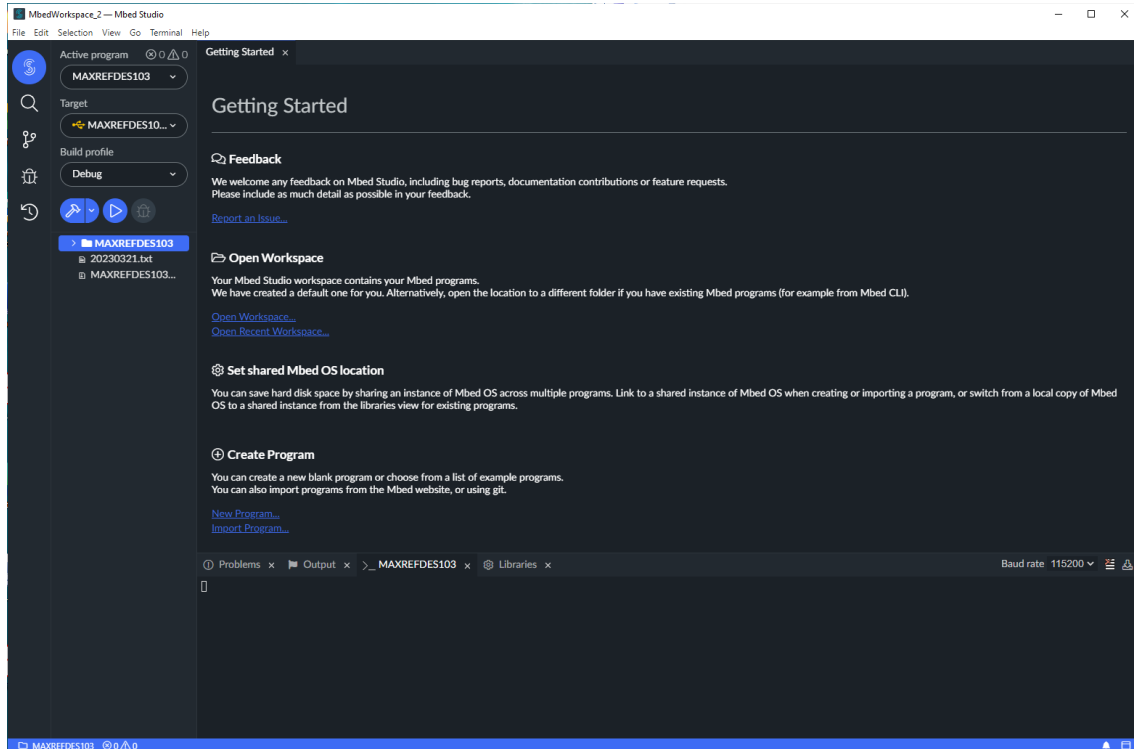 MbedWorkspace_2 — Mbed Studio
File Edit Selection View Go Terminal Help
Active program 0 0
MAXREFDES103
Target
MAXREFDES10...
Build profile
Debug
MAXREFDES103
20230321.txt
MAXREFDES103...
Getting Started ×
Getting Started
Feedback
We welcome any feedback on Mbed Studio, including bug reports, documentation contributions or feature requests.
Please include as much detail as possible in your feedback.
Report an Issue...
Open Workspace
Your Mbed Studio workspace contains your Mbed programs.
We have created a default one for you. Alternatively, open the location to a different folder if you have existing Mbed programs (for example from Mbed CLI).
Open Workspace...
Open Recent Workspace...
Set shared Mbed OS location
You can save hard disk space by sharing an instance of Mbed OS across multiple programs. Link to a shared instance of Mbed OS when creating or importing a program, or switch from a local copy of Mbed
OS to a shared instance from the libraries view for existing programs.
Create Program
You can create a new blank program or choose from a list of example programs.
You can also import programs from the Mbed website, or using git.
New Program...
Import Program...
Problems × Output × >_ MAXREFDES103 × Libraries × Baud rate 115200
MAXREFDES103 0 0